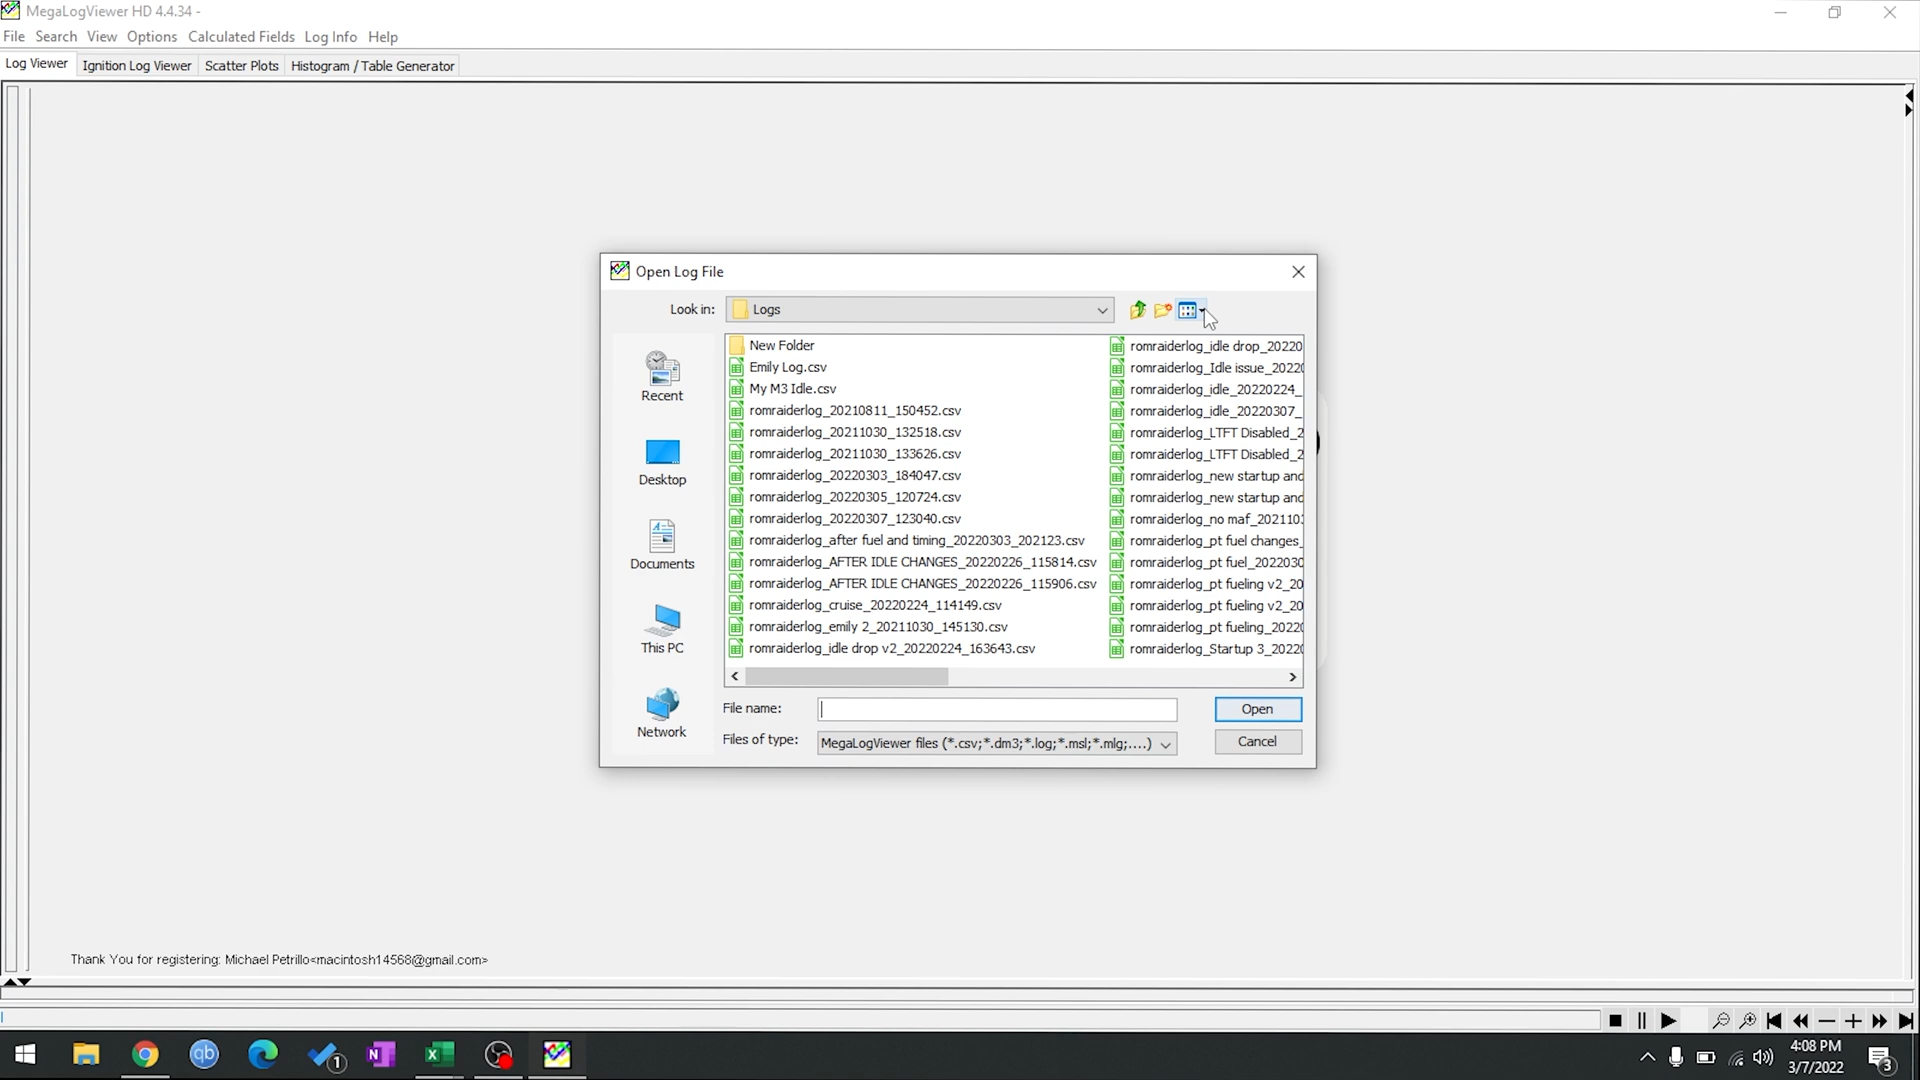 MegaLogViewer HD 4.4.34 -
File Search View Options Calculated Fields Log Info Help
Log Viewer Ignition Log Viewer Scatter Plots Histogram / Table Generator
Open Log File
Look in: Logs
Recent
Desktop
Documents
This PC
Network
New Folder
Emily Log.csv
My M3 Idle.csv
romraiderlog_20210811_150452.csv
romraiderlog_20211030_132518.csv
romraiderlog_20211030_133626.csv
romraiderlog_20220303_184047.csv
romraiderlog_20220305_120724.csv
romraiderlog_20220307_123040.csv
romraiderlog_after fuel and timing_20220303_202123.csv
romraiderlog_AFTER IDLE CHANGES_20220226_115814.csv
romraiderlog_AFTER IDLE CHANGES_20220226_115906.csv
romraiderlog_cruise_20220224_114149.csv
romraiderlog_emily 2_20211030_145130.csv
romraiderlog_idle drop v2_20220224_163643.csv
romraiderlog_idle drop_20220
romraiderlog_Idle issue_2022
romraiderlog_idle_20220224_
romraiderlog_idle_20220307_
romraiderlog_LTFT Disabled_2
romraiderlog_LTFT Disabled_2
romraiderlog_new startup and
romraiderlog_new startup and
romraiderlog_no maf_202110
romraiderlog_pt fuel changes_
romraiderlog_pt fuel_2022030
romraiderlog_pt fueling v2_20
romraiderlog_pt fueling v2_20
romraiderlog_pt fueling_2022
romraiderlog_Startup 3_2022
File name:
Open
Files of type: MegaLogViewer files (*.csv;*.dm3;*.log;*.msl;*.mlg;....)
Cancel
Thank You for registering: Michael Petrillo<macintosh14568@gmail.com>
qb
1
N
X
4:08 PM
3/7/2022
3